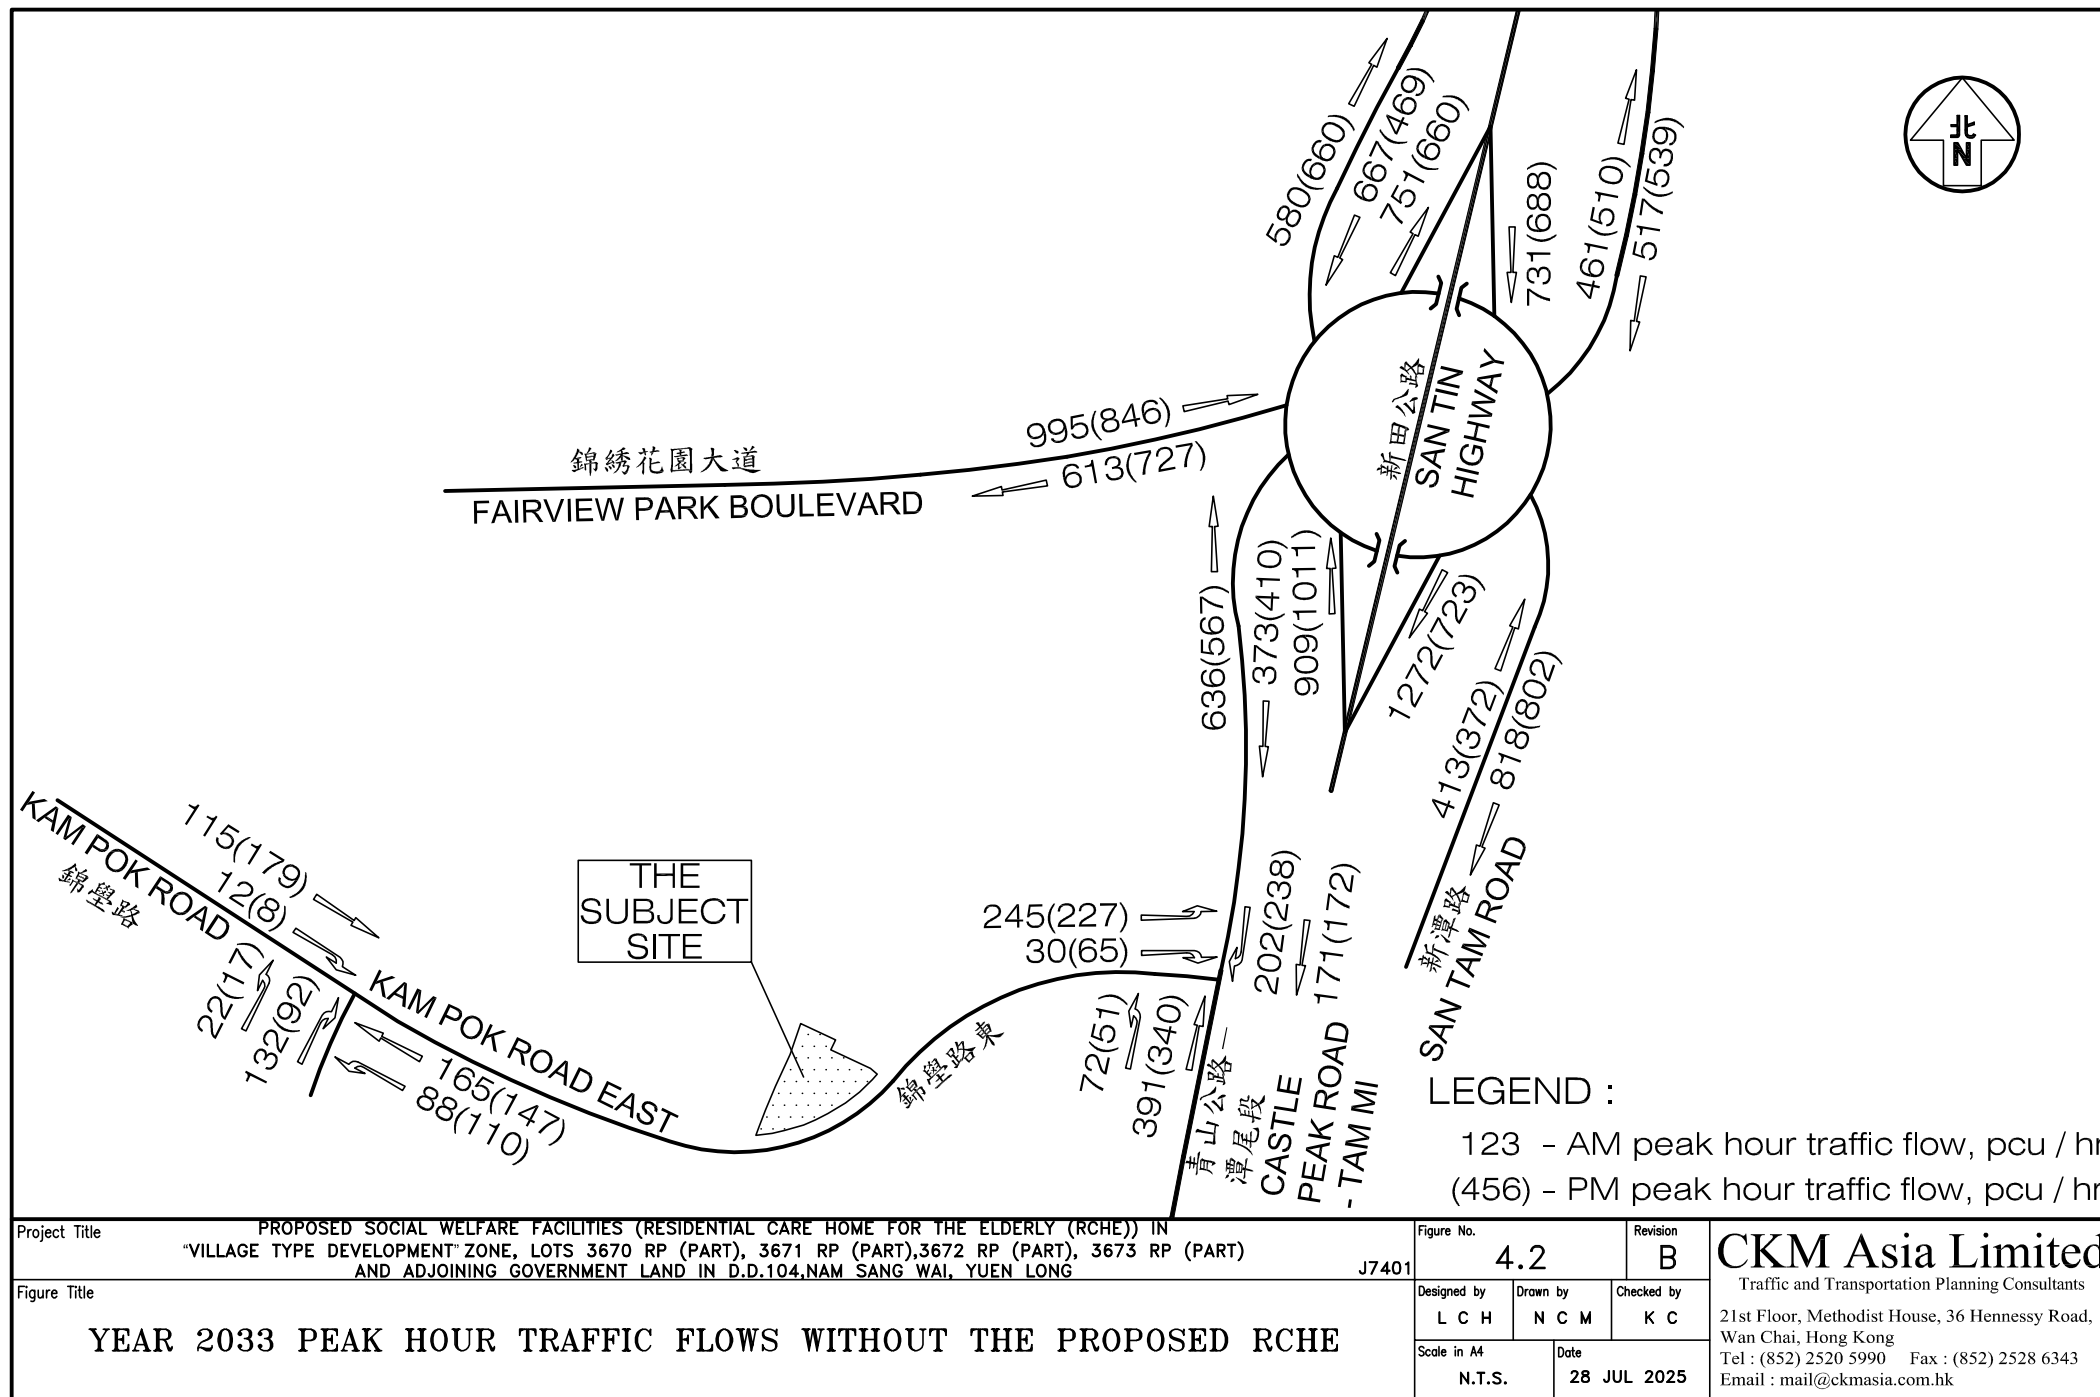 580(660)
667(469)
751(660)
731(688)
461(510)
517(539)
北
N
新田公路
SAN TIN
HIGHWAY
995(846)
613(727)
錦綉花園大道
FAIRVIEW PARK BOULEVARD
636(567)
373(410)
909(1011)
1272(723)
413(372)
818(802)
新潭路
SAN TAM ROAD
KAM POK ROAD
錦壆路
115(179)
12(8)
22(17)
132(92)
KAM POK ROAD EAST
錦壆路東
165(147)
88(110)
THE
SUBJECT
SITE
245(227)
30(65)
202(238)
171(172)
72(51)
391(340)
青山公路－
潭尾段
CASTLE
PEAK ROAD
- TAM MI
LEGEND :
123 - AM peak hour traffic flow, pcu / hr
(456) - PM peak hour traffic flow, pcu / hr
Project Title
PROPOSED SOCIAL WELFARE FACILITIES (RESIDENTIAL CARE HOME FOR THE ELDERLY (RCHE)) IN
"VILLAGE TYPE DEVELOPMENT" ZONE, LOTS 3670 RP (PART), 3671 RP (PART),3672 RP (PART), 3673 RP (PART)
AND ADJOINING GOVERNMENT LAND IN D.D.104,NAM SANG WAI, YUEN LONG
J7401
Figure Title
YEAR 2033 PEAK HOUR TRAFFIC FLOWS WITHOUT THE PROPOSED RCHE
Figure No.
4.2
Revision
B
Designed by
L C H
Drawn by
N C M
Checked by
K C
Scale in A4
N.T.S.
Date
28 JUL 2025
CKM Asia Limited
Traffic and Transportation Planning Consultants
21st Floor, Methodist House, 36 Hennessy Road,
Wan Chai, Hong Kong
Tel : (852) 2520 5990 Fax : (852) 2528 6343
Email : mail@ckmasia.com.hk